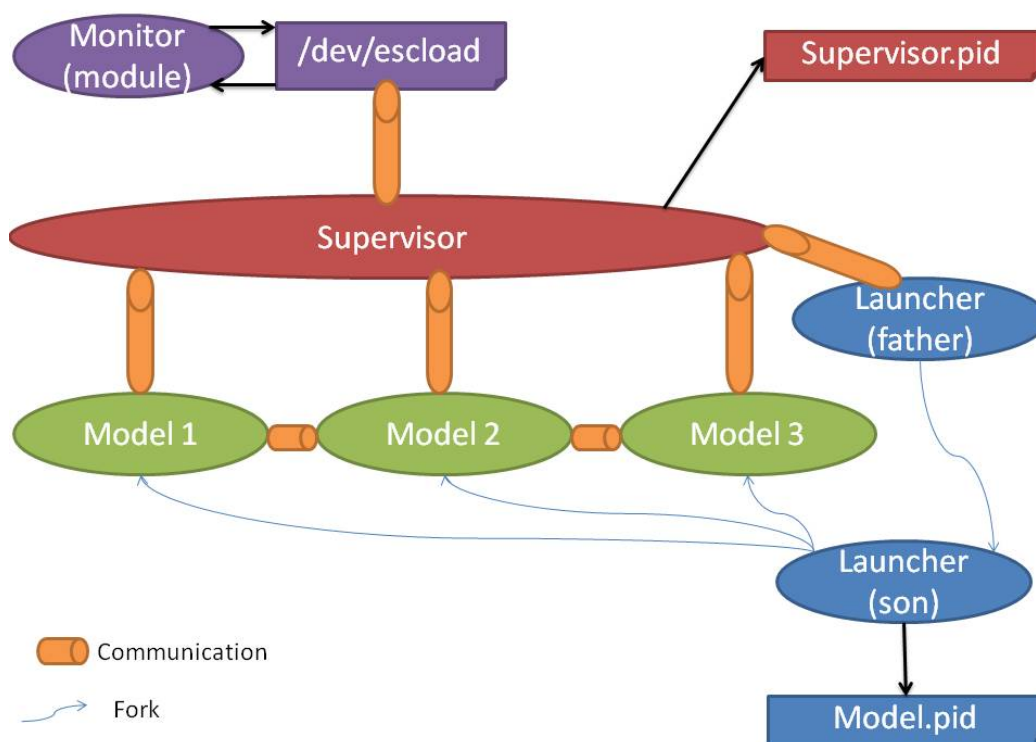 Monitor
(module)
/dev/escload
Supervisor.pid
Supervisor
Launcher
(father)
Model 1
Model 2
Model 3
Launcher
(son)
Communication
Fork
Model.pid